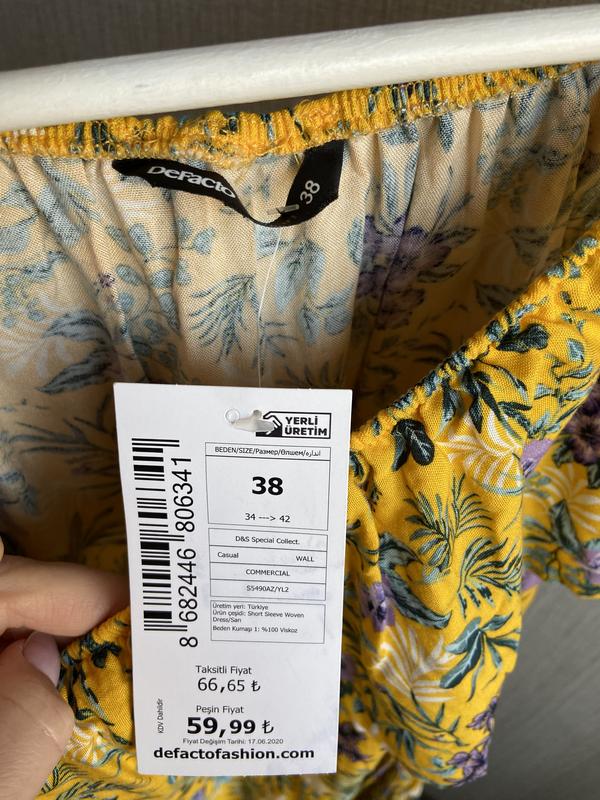 DeFacto
38
YERLİ
ÜRETİM
BEDEN/SIZE/Размер/Өлшем/اندازه
38
34 ---> 42
D&S Special Collect.
Casual WALL
COMMERCIAL
S5490AZ/YL2
Üretim yeri: Türkiye
Ürün çeşidi: Short Sleeve Woven
Dress/Sarı
Beden Kumaşı 1: %100 Viskoz
8 682446 806341
Taksitli Fiyat
66,65 ₺
Peşin Fiyat
59,99 ₺
KDV Dahildir
Fiyat Değişim Tarihi: 17.06.2020
defactofashion.com